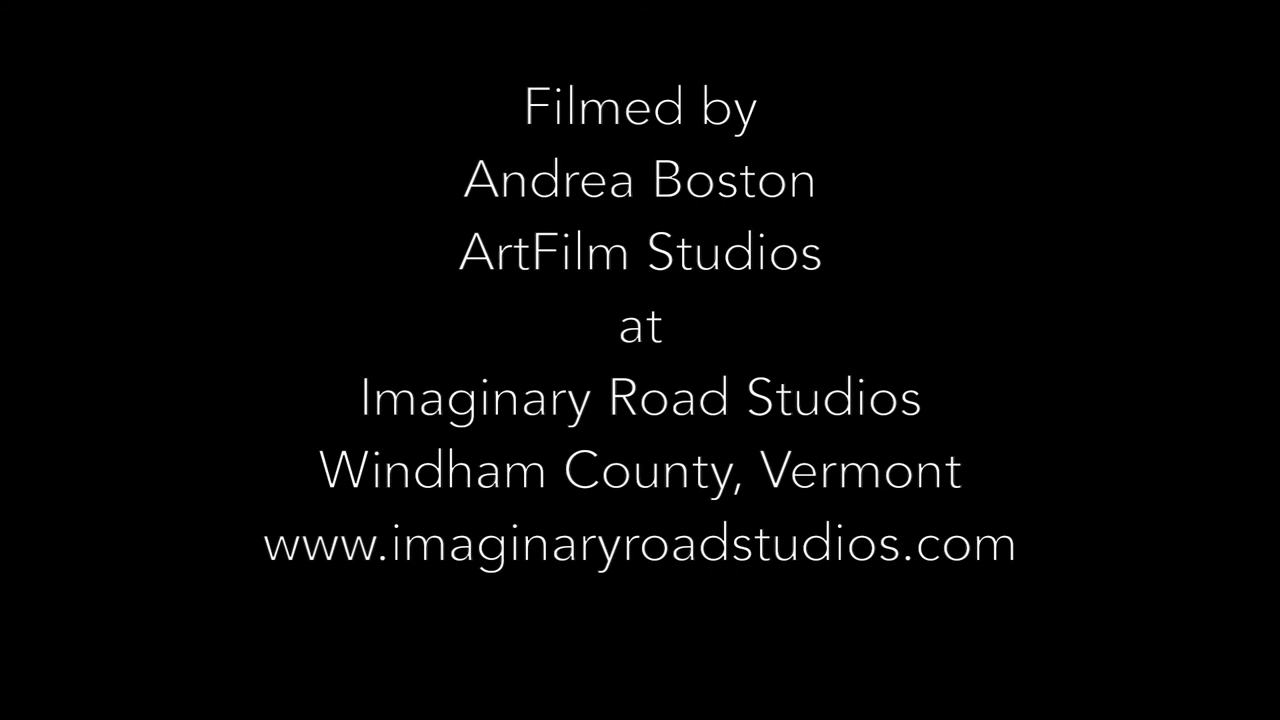 Filmed by
Andrea Boston
ArtFilm Studios
at
Imaginary Road Studios
Windham County, Vermont
www.imaginaryroadstudios.com